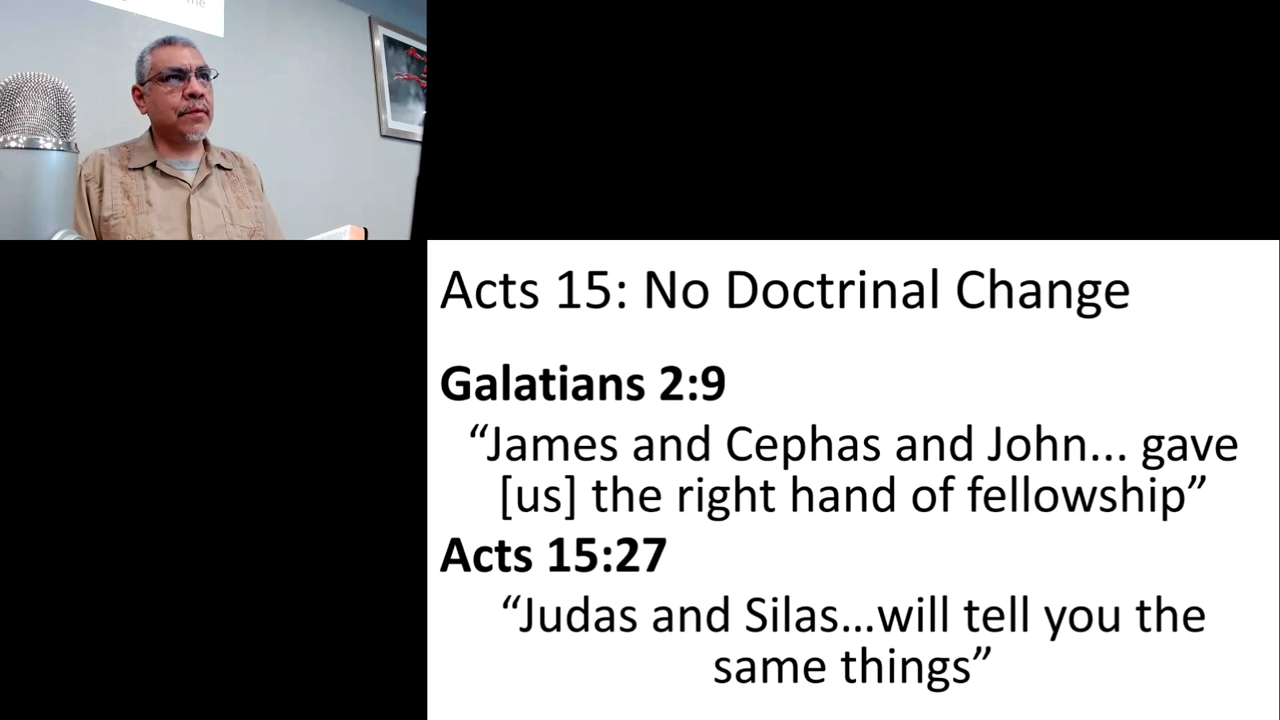 the
Acts 15: No Doctrinal Change
Galatians 2:9
“James and Cephas and John... gave
[us] the right hand of fellowship”
Acts 15:27
“Judas and Silas...will tell you the
same things”